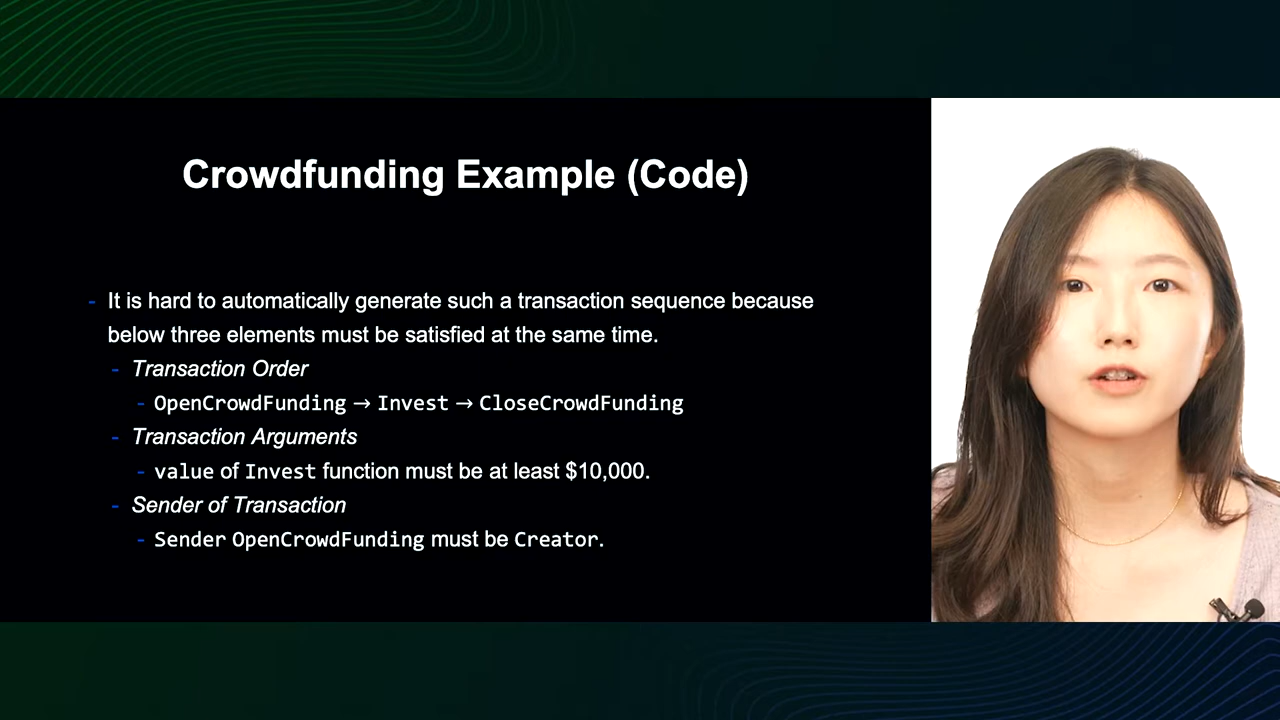 Crowdfunding Example (Code)
- It is hard to automatically generate such a transaction sequence because
below three elements must be satisfied at the same time.
- Transaction Order
- OpenCrowdFunding → Invest → CloseCrowdFunding
- Transaction Arguments
- value of Invest function must be at least $10,000.
- Sender of Transaction
- Sender OpenCrowdFunding must be Creator.